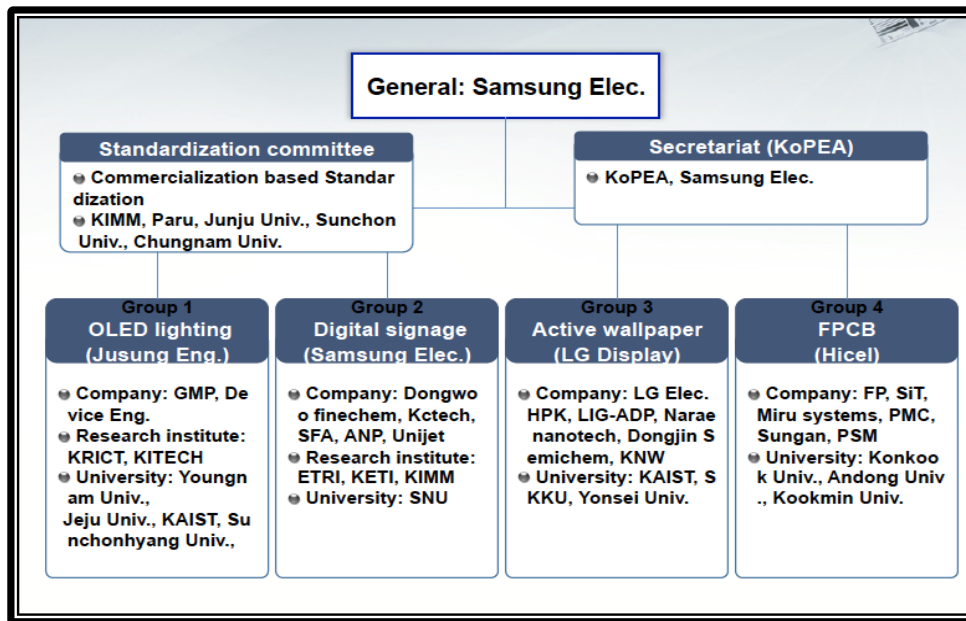 General: Samsung Elec.
Standardization committee
Commercialization based Standar
dization
KIMM, Paru, Junju Univ., Sunchon
Univ., Chungnam Univ.
Secretariat (KoPEA)
KoPEA, Samsung Elec.
Group 1
OLED lighting
(Jusung Eng.)
Company: GMP, De
vice Eng.
Research institute:
KRICT, KITECH
University: Youngn
am Univ.,
Jeju Univ., KAIST, Su
nchonhyang Univ.,
Group 2
Digital signage
(Samsung Elec.)
Company: Dongwo
o finechem, Kctech,
SFA, ANP, Unijet
Research institute:
ETRI, KETI, KIMM
University: SNU
Group 3
Active wallpaper
(LG Display)
Company: LG Elec.
HPK, LIG-ADP, Narae
nanotech, Dongjin S
emichem, KNW
University: KAIST, S
KKU, Yonsei Univ.
Group 4
FPCB
(Hicel)
Company: FP, SiT,
Miru systems, PMC,
Sungan, PSM
University: Konkoo
k Univ., Andong Univ
., Kookmin Univ.